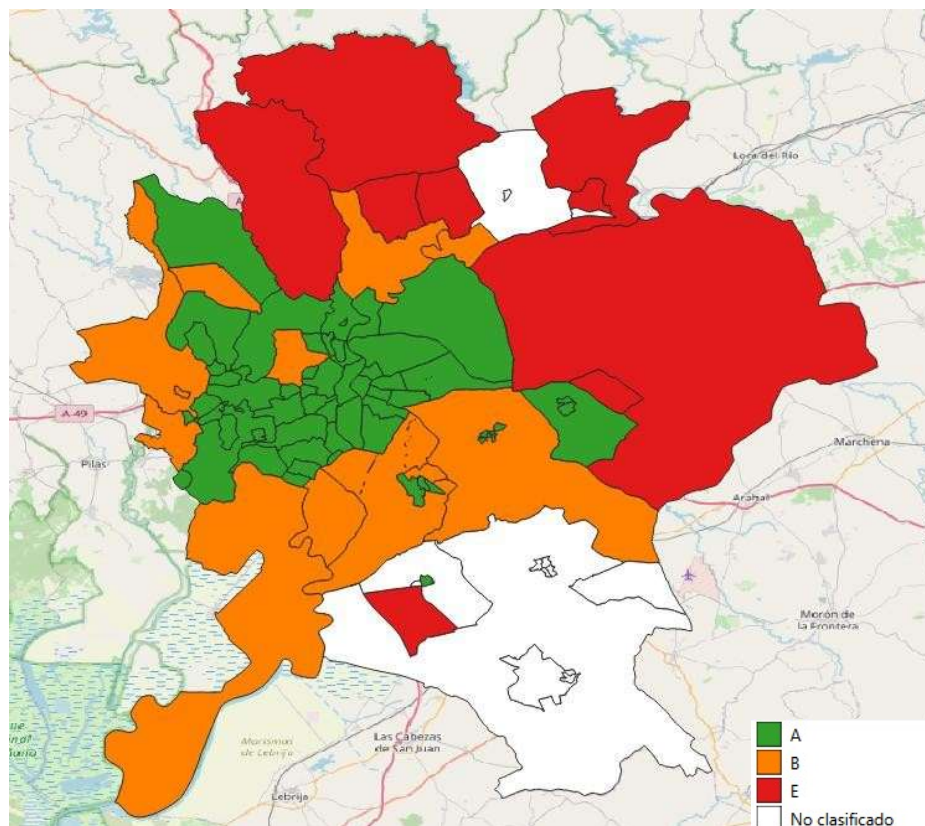 Lora del Río
A-49
Pilas
Marchena
Arahal
Morón de
la Frontera
Las Cabezas
de San Juan
Marismas
de Lebrija
Lebrija
A
B
E
No clasificado